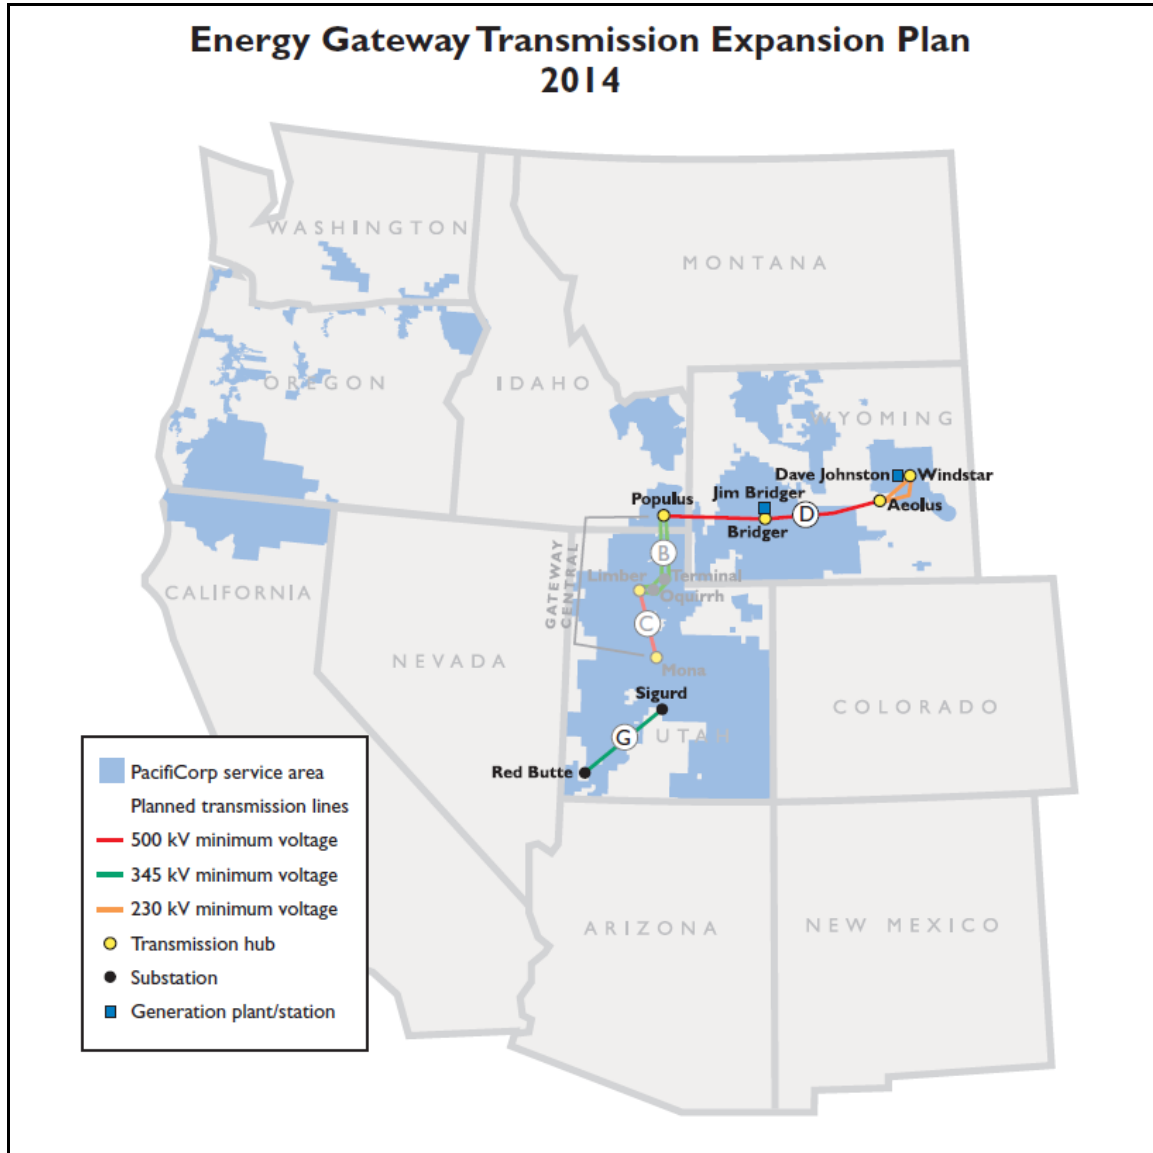 Energy Gateway Transmission Expansion Plan
2014
WASHINGTON
MONTANA
OREGON
IDAHO
WYOMING
Dave Johnston
Windstar
Jim Bridger
Populus
Aeolus
D
Bridger
B
GATEWAY
CENTRAL
Limber
Terminal
Oquirrh
CALIFORNIA
C
NEVADA
Mona
Sigurd
COLORADO
G
UTAH
Red Butte
PacifiCorp service area
Planned transmission lines
500 kV minimum voltage
345 kV minimum voltage
230 kV minimum voltage
Transmission hub
Substation
Generation plant/station
ARIZONA
NEW MEXICO